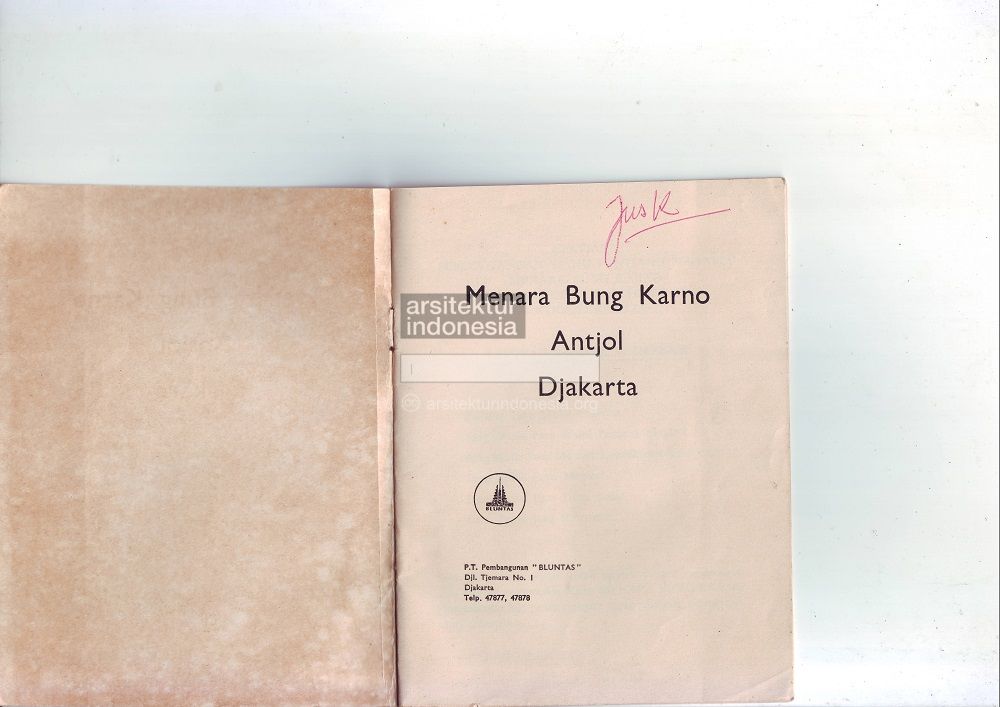 Jusk
Menara Bung Karno
arsitektur
indonesia
Antjol
Djakarta
arsitekturindonesia.org
BLUNTAS
P.T. Pembangunan "BLUNTAS"
Djl. Tjemara No. 1
Djakarta
Telp. 47877, 47878